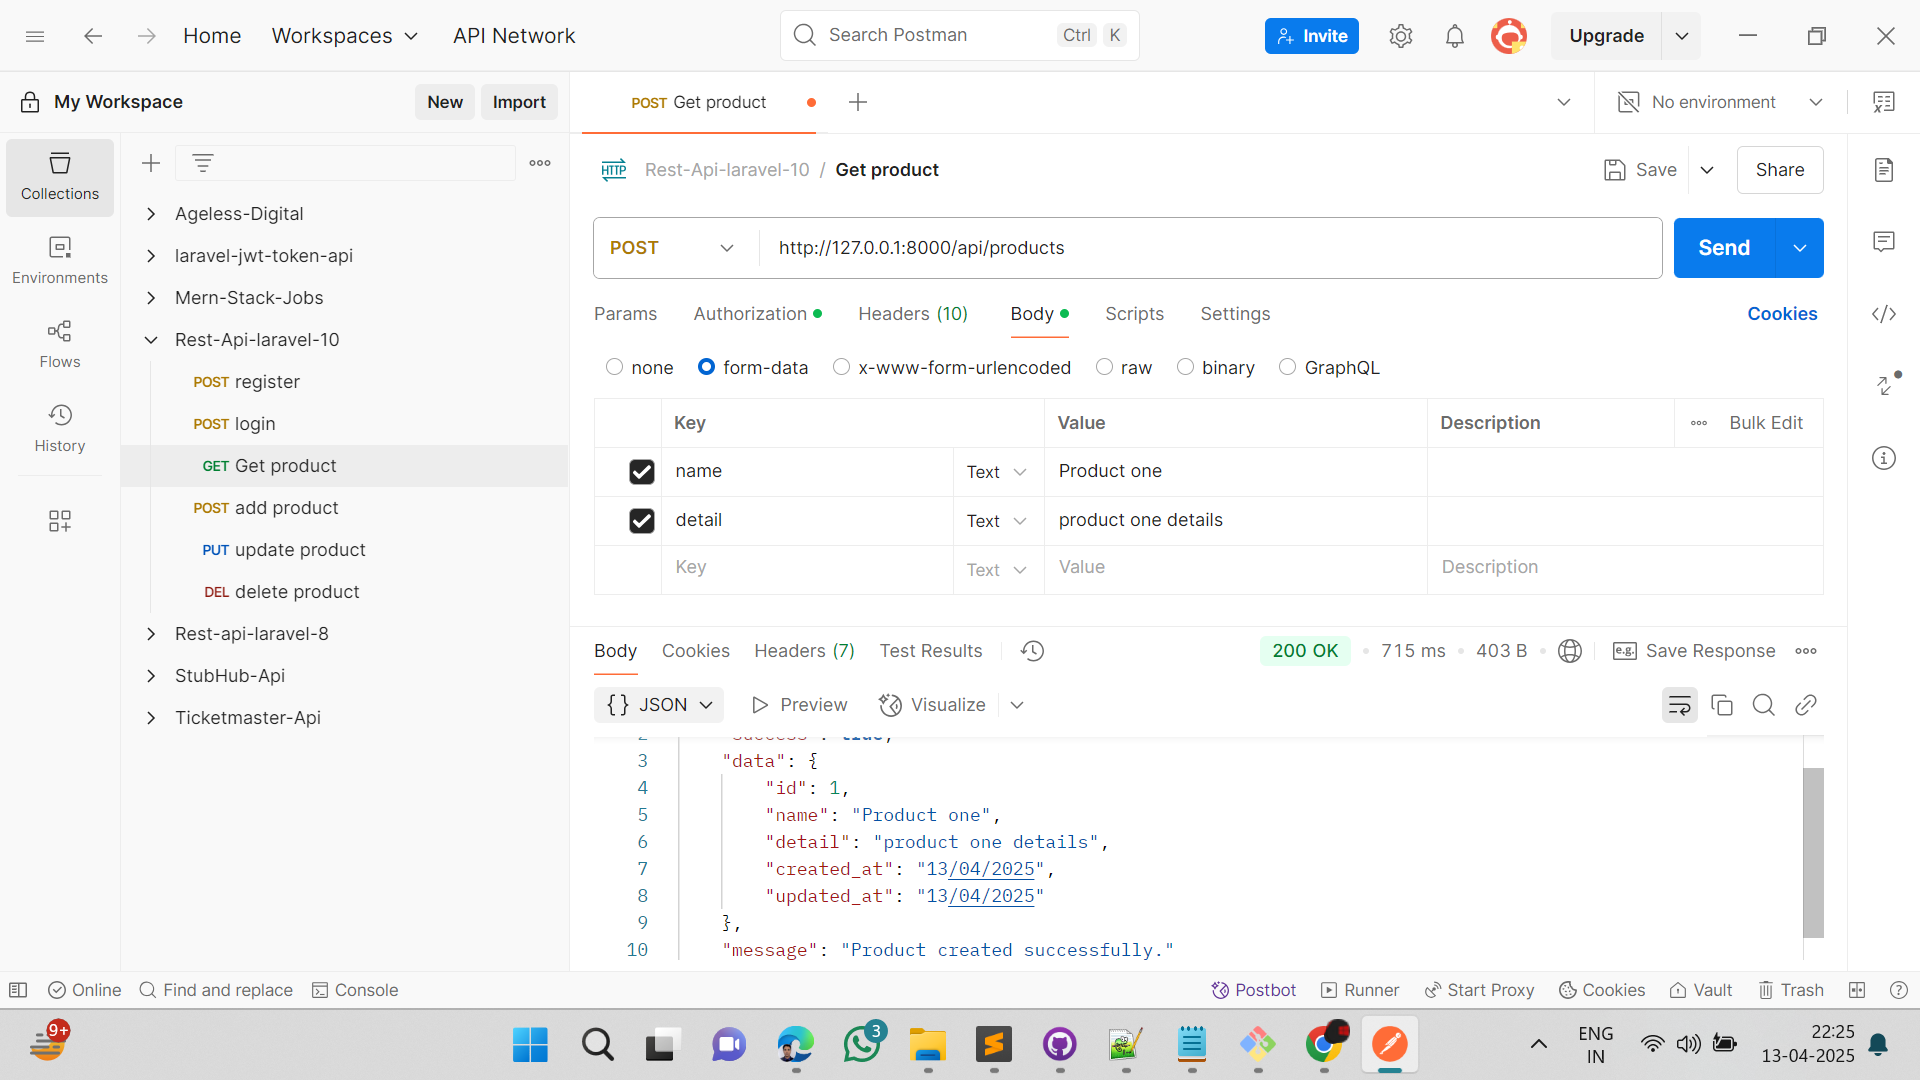 Home
Workspaces
API Network
Search Postman
Ctrl
K
Invite
Upgrade
My Workspace
New
Import
POST Get product
No environment
Collections
Environments
Flows
History
Ageless-Digital
laravel-jwt-token-api
Mern-Stack-Jobs
Rest-Api-laravel-10
POST register
POST login
GET Get product
POST add product
PUT update product
DEL delete product
Rest-api-laravel-8
StubHub-Api
Ticketmaster-Api
HTTP
Rest-Api-laravel-10 / Get product
Save
Share
POST
http://127.0.0.1:8000/api/products
Send
Params
Authorization
Headers (10)
Body
Scripts
Settings
Cookies
none
form-data
x-www-form-urlencoded
raw
binary
GraphQL
Key
Value
Description
Bulk Edit
name
Text
Product one
detail
Text
product one details
Key
Text
Value
Description
Body
Cookies
Headers (7)
Test Results
200 OK
715 ms
403 B
e.g.
Save Response
{} JSON
Preview
Visualize
2 "success": true,
3 "data": {
4 "id": 1,
5 "name": "Product one",
6 "detail": "product one details",
7 "created_at": "13/04/2025",
8 "updated_at": "13/04/2025"
9 },
10 "message": "Product created successfully."
Online
Find and replace
Console
Postbot
Runner
Start Proxy
Cookies
Vault
Trash
9+
3
ENG
IN
22:25
13-04-2025